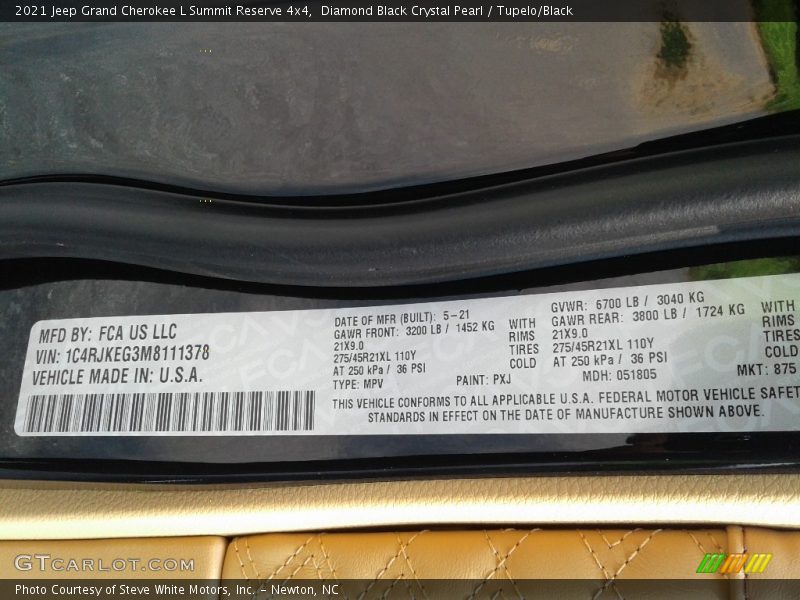 2021 Jeep Grand Cherokee L Summit Reserve 4x4, Diamond Black Crystal Pearl / Tupelo/Black
MFD BY: FCA US LLC
VIN: 1C4RJKEG3M8111378
VEHICLE MADE IN: U.S.A.
DATE OF MFR (BUILT): 5-21
GAWR FRONT: 3200 LB / 1452 KG
21X9.0
275/45R21XL 110Y
AT 250 kPa / 36 PSI
TYPE: MPV
WITH
RIMS
TIRES
COLD
PAINT: PXJ
GVWR: 6700 LB / 3040 KG
GAWR REAR: 3800 LB / 1724 KG
21X9.0
275/45R21XL 110Y
AT 250 kPa / 36 PSI
MDH: 051805
WITH
RIMS
TIRES
COLD
MKT: 875
THIS VEHICLE CONFORMS TO ALL APPLICABLE U.S.A. FEDERAL MOTOR VEHICLE SAFET
STANDARDS IN EFFECT ON THE DATE OF MANUFACTURE SHOWN ABOVE.
GTCARLOT.COM
Photo Courtesy of Steve White Motors, Inc. - Newton, NC